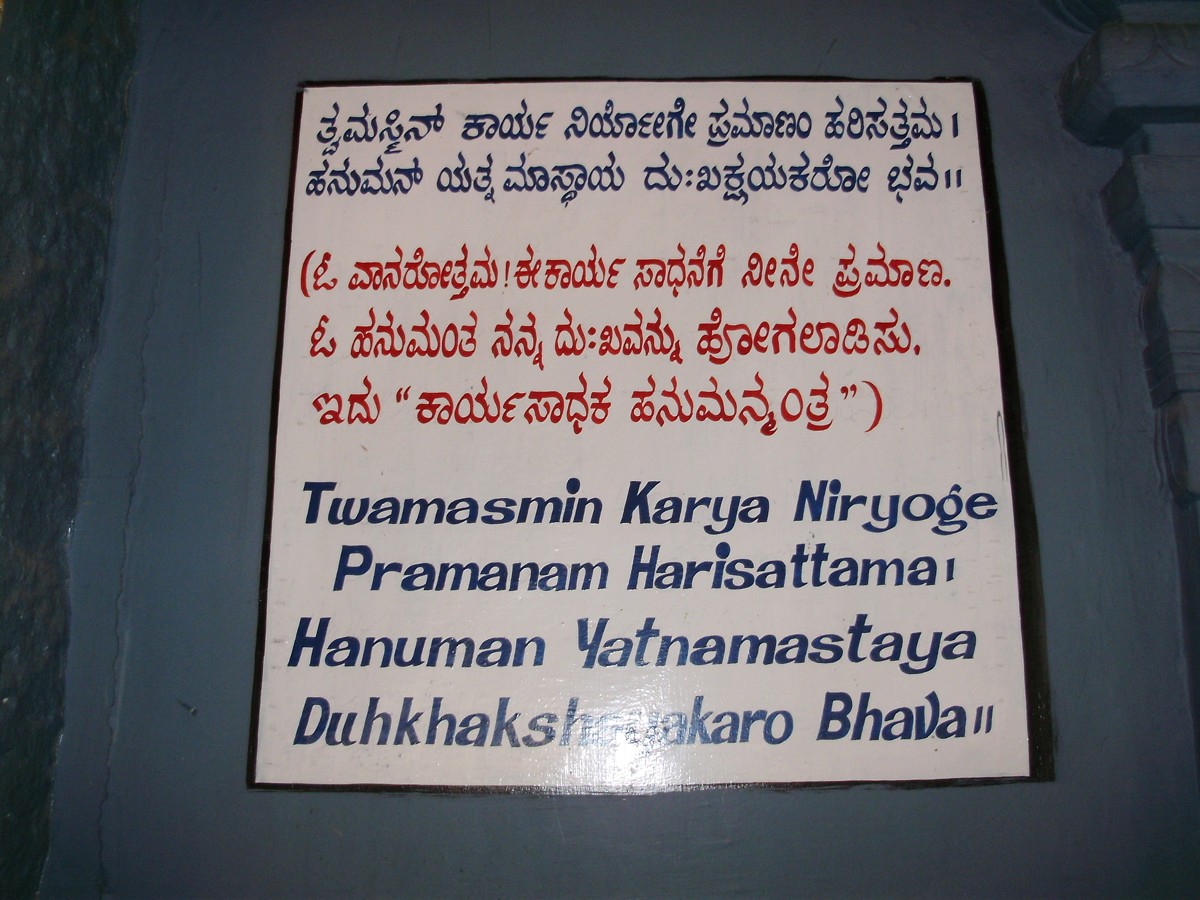 ತ್ವಮಸ್ಮಿನ್ ಕಾರ್ಯ ನಿರ್ಯೋಗೇ ಪ್ರಮಾಣಂ ಹರಿಸತ್ತಮ।
ಹನುಮನ್ ಯತ್ನ ಮಾಸ್ಥಾಯ ದುಃಖಕ್ಷಯಕರೋ ಭವ॥
(ಓ ವಾನರೋತ್ತಮ! ಈ ಕಾರ್ಯ ಸಾಧನೆಗೆ ನೀನೇ ಪ್ರಮಾಣ.
ಓ ಹನುಮಂತ ನನ್ನ ದುಃಖವನ್ನು ಹೋಗಲಾಡಿಸು.
ಇದು “ಕಾರ್ಯಸಾಧಕ ಹನುಮನ್ಮಂತ್ರ”)
Twamasmin Karya Niryoge
Pramanam Harisattama।
Hanuman Yatnamastaya
Duhkhakshayakaro Bhava॥